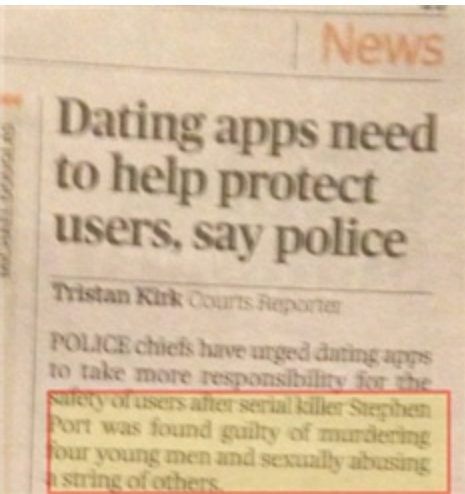 News
Dating apps need
to help protect
users, say police
Tristan Kirk Courts Reporter
POLICE chiefs have urged dating apps
to take more responsibility for the
safety of users after serial killer Stephen
Port was found guilty of murdering
four young men and sexually abusing
a string of others.